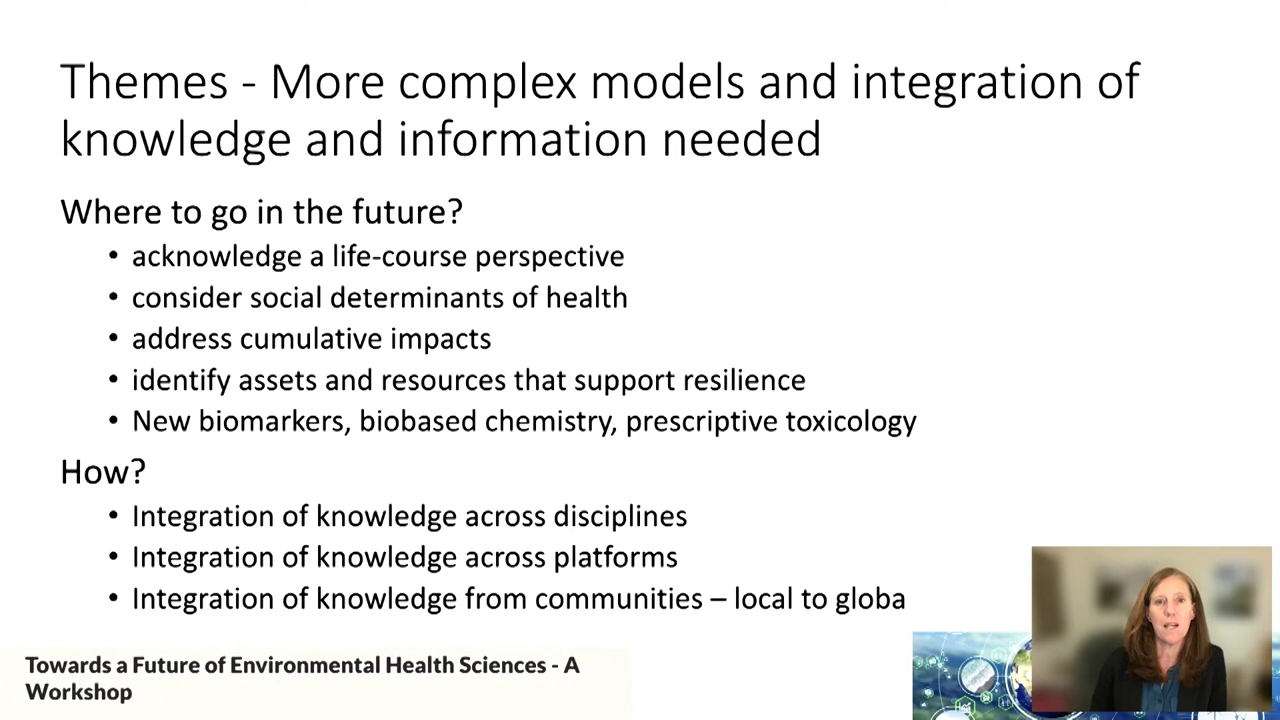 Themes - More complex models and integration of
knowledge and information needed
Where to go in the future?
• acknowledge a life-course perspective
• consider social determinants of health
• address cumulative impacts
• identify assets and resources that support resilience
• New biomarkers, biobased chemistry, prescriptive toxicology
How?
• Integration of knowledge across disciplines
• Integration of knowledge across platforms
• Integration of knowledge from communities – local to globa
Towards a Future of Environmental Health Sciences - A
Workshop